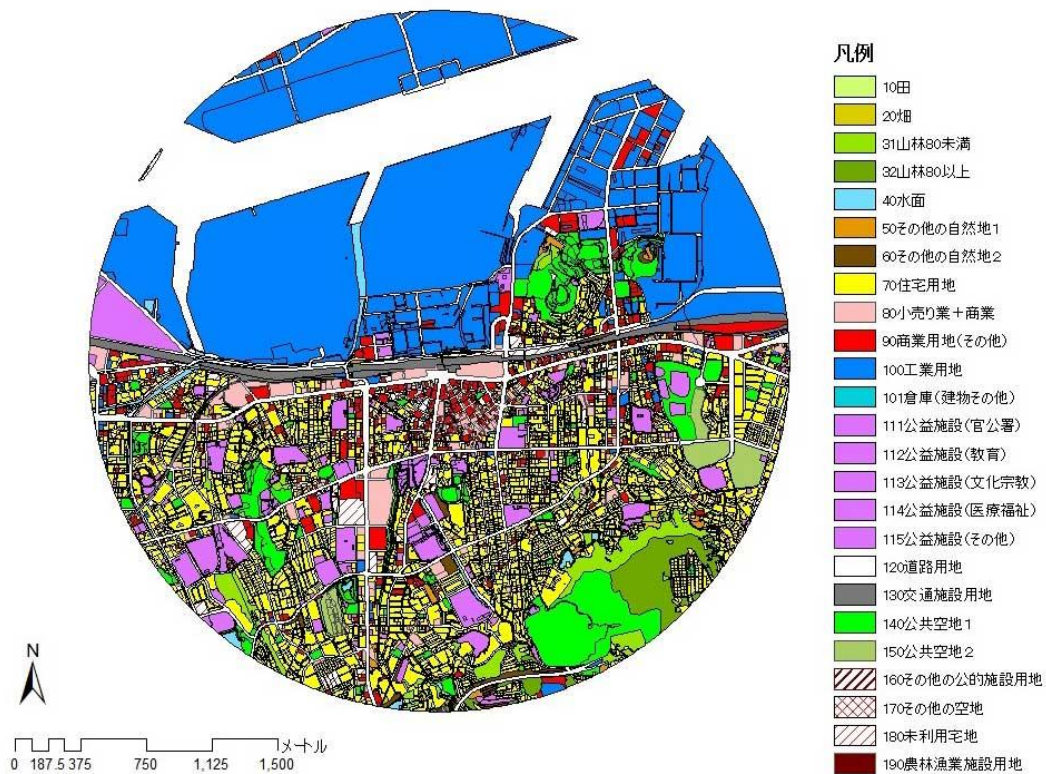 凡例
10田
20畑
31山林80未満
32山林80以上
40水面
50その他の自然地1
60その他の自然地2
70住宅用地
80小売り業＋商業
90商業用地(その他)
100工業用地
101倉庫(建物その他)
111公益施設(官公署)
112公益施設(教育)
113公益施設(文化宗教)
114公益施設(医療福祉)
115公益施設(その他)
120道路用地
130交通施設用地
140公共空地1
150公共空地2
160その他の公的施設用地
170その他の空地
180未利用宅地
190農林漁業施設用地
N
メートル
0 187.5 375 750 1,125 1,500